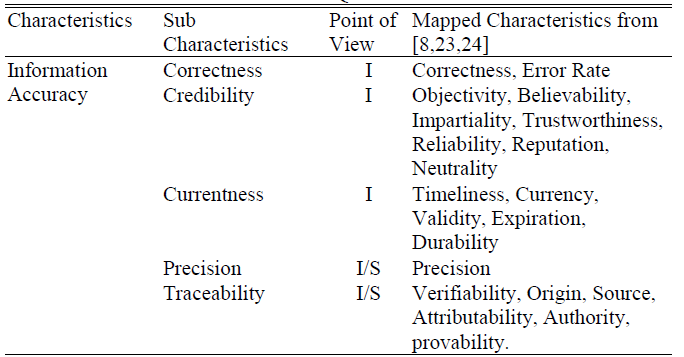 Characteristics Sub Characteristics Point of View Mapped Characteristics from [8,23,24]
Information Accuracy Correctness I Correctness, Error Rate
Credibility I Objectivity, Believability,
Impartiality, Trustworthiness,
Reliability, Reputation,
Neutrality
Currentness I Timeliness, Currency,
Validity, Expiration,
Durability
Precision I/S Precision
Traceability I/S Verifiability, Origin, Source,
Attributability, Authority,
provability.